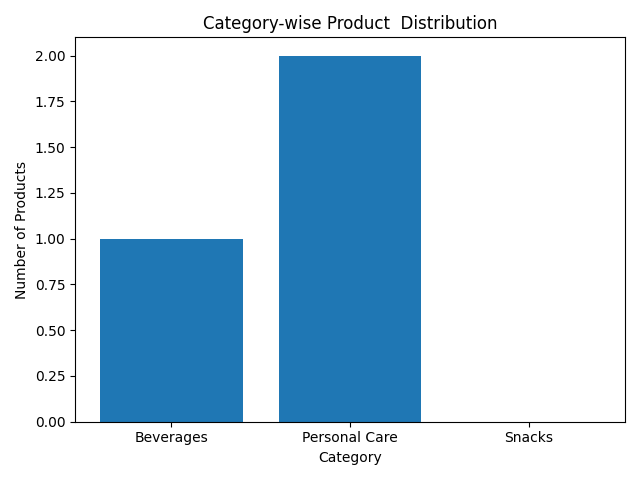 Category-wise Product  Distribution
2.00
1.75
1.50
1.25
1.00
0.75
0.50
0.25
0.00
Number of Products
Beverages
Personal Care
Snacks
Category